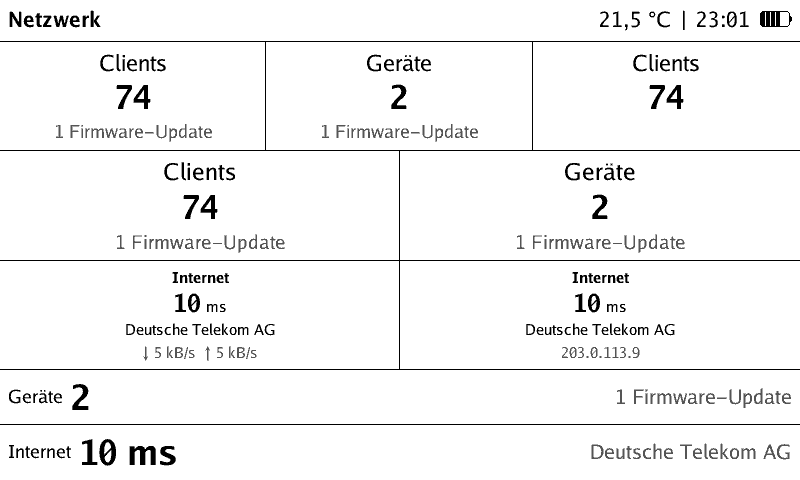 Netzwerk 21,5 °C | 23:01
Clients Geräte Clients
74 2 74
1 Firmware-Update 1 Firmware-Update
Clients Geräte
74 2
1 Firmware-Update 1 Firmware-Update
Internet Internet
10 ms 10 ms
Deutsche Telekom AG Deutsche Telekom AG
↓ 5 kB/s ↑ 5 kB/s 203.0.113.9
Geräte 2 1 Firmware-Update
Internet 10 ms Deutsche Telekom AG